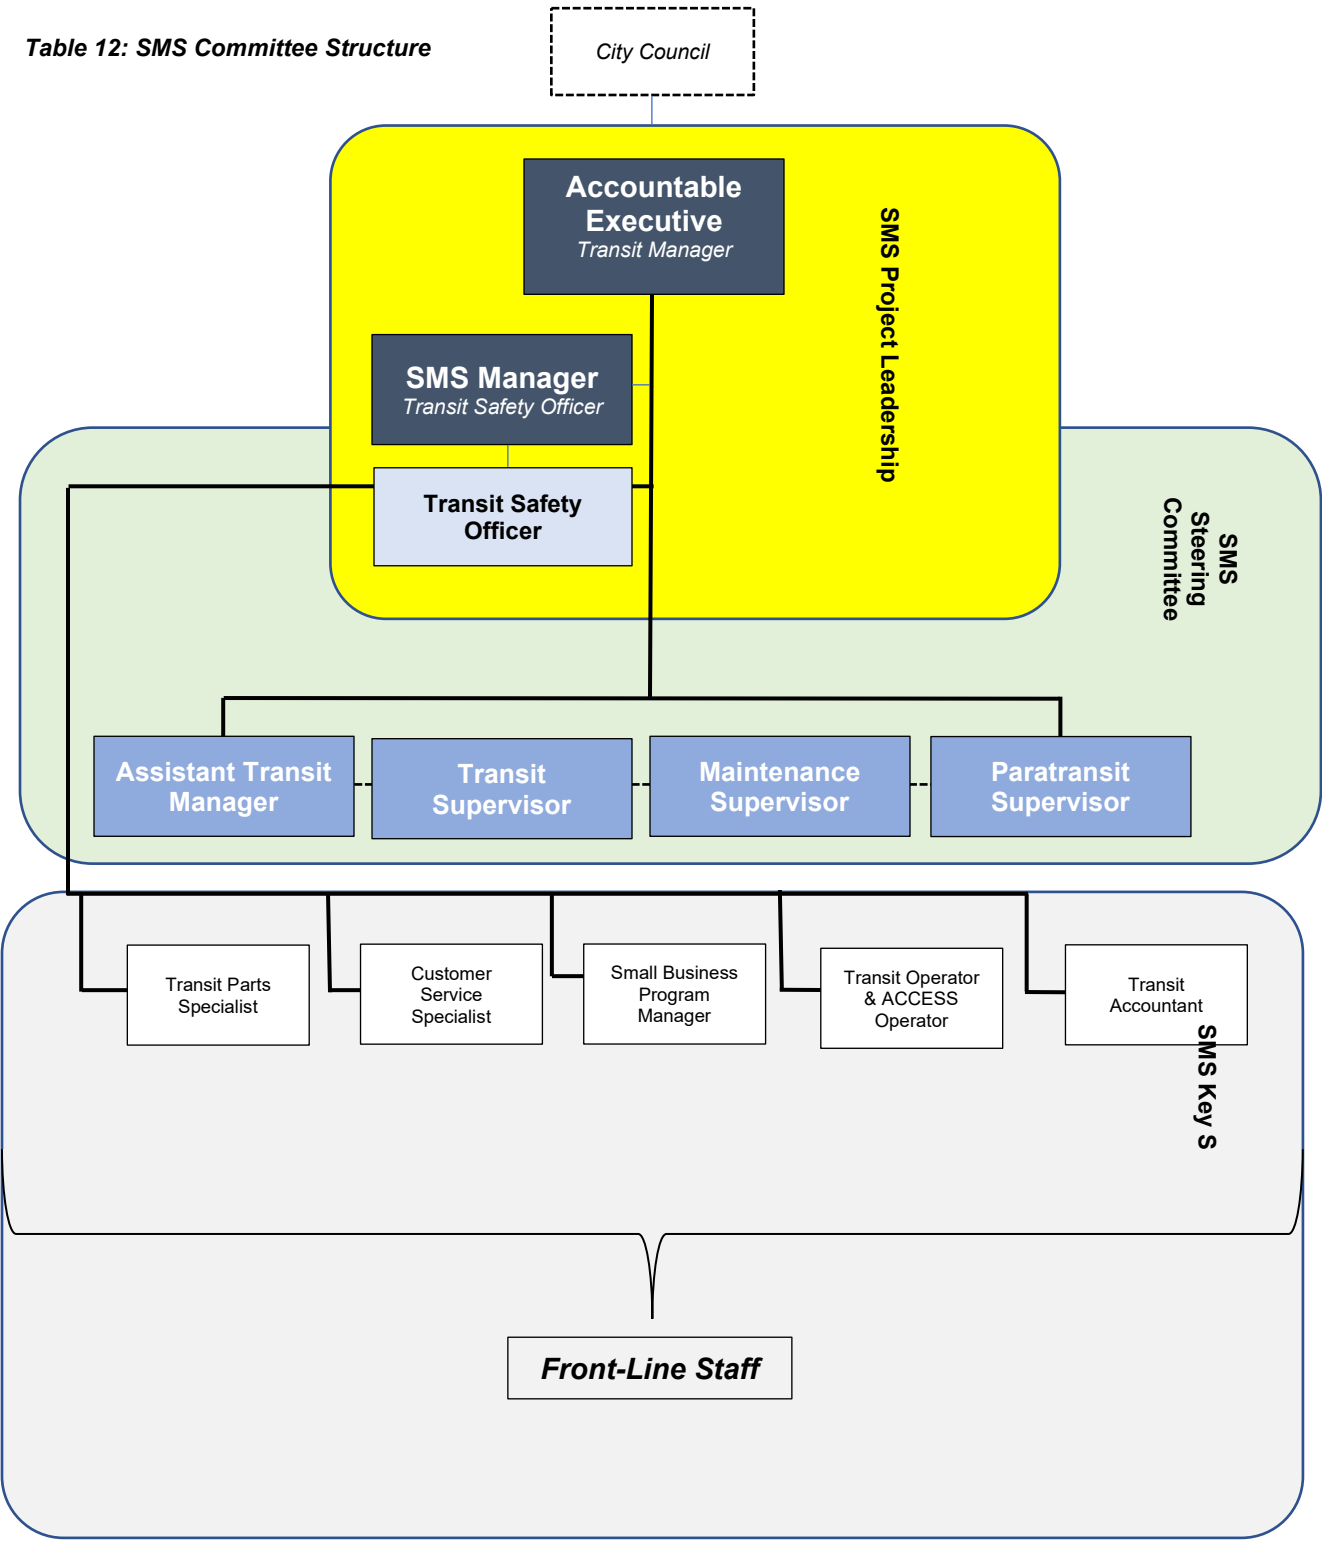 Table 12: SMS Committee Structure
City Council
Accountable
Executive
Transit Manager
SMS Project Leadership
SMS Manager
Transit Safety Officer
Transit Safety
Officer
SMS
Steering
Committee
Assistant Transit
Manager
Transit
Supervisor
Maintenance
Supervisor
Paratransit
Supervisor
Transit Parts
Specialist
Customer
Service
Specialist
Small Business
Program
Manager
Transit Operator
& ACCESS
Operator
Transit
Accountant
SMS Key S
Front-Line Staff